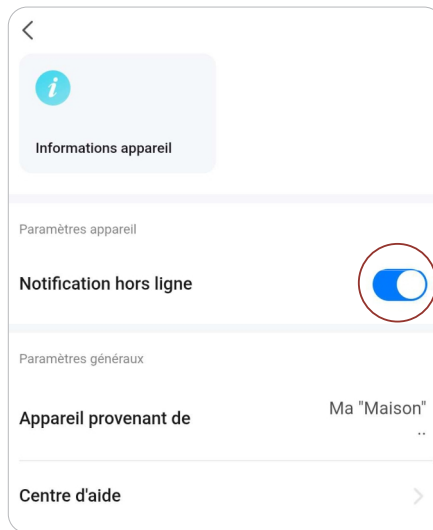 i
Informations appareil
Paramètres appareil
Notification hors ligne
Paramètres généraux
Appareil provenant de
Ma "Maison"
..
Centre d'aide